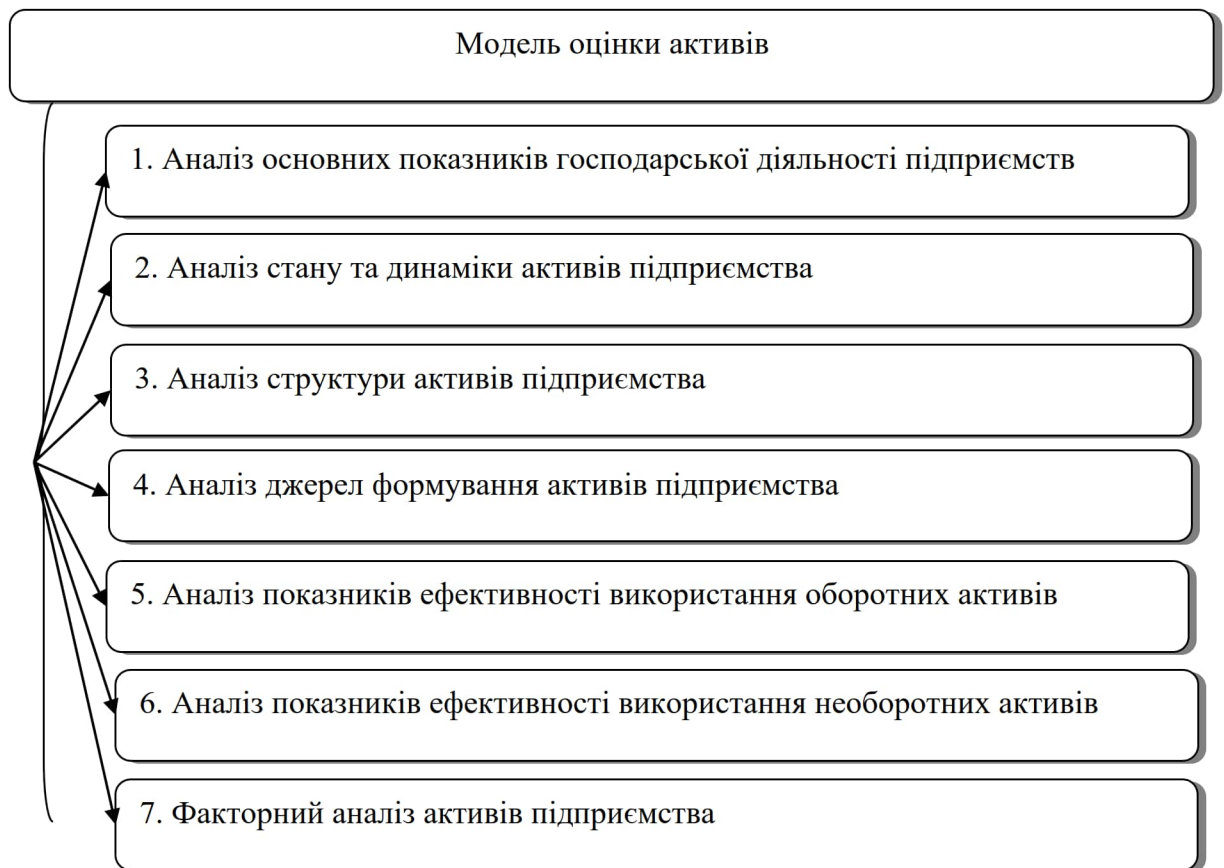 Модель оцінки активів
1. Аналіз основних показників господарської діяльності підприємств
2. Аналіз стану та динаміки активів підприємства
3. Аналіз структури активів підприємства
4. Аналіз джерел формування активів підприємства
5. Аналіз показників ефективності використання оборотних активів
6. Аналіз показників ефективності використання необоротних активів
7. Факторний аналіз активів підприємства